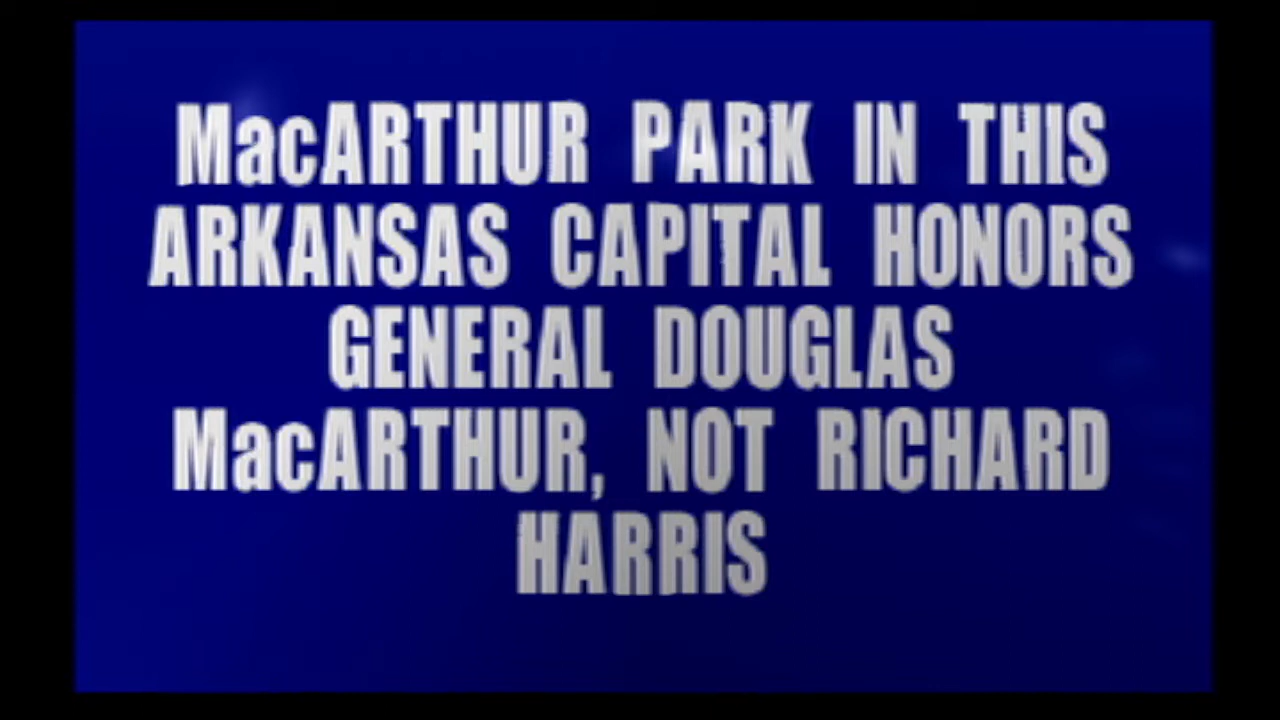 MacARTHUR PARK IN THIS
ARKANSAS CAPITAL HONORS
GENERAL DOUGLAS
MacARTHUR, NOT RICHARD
HARRIS